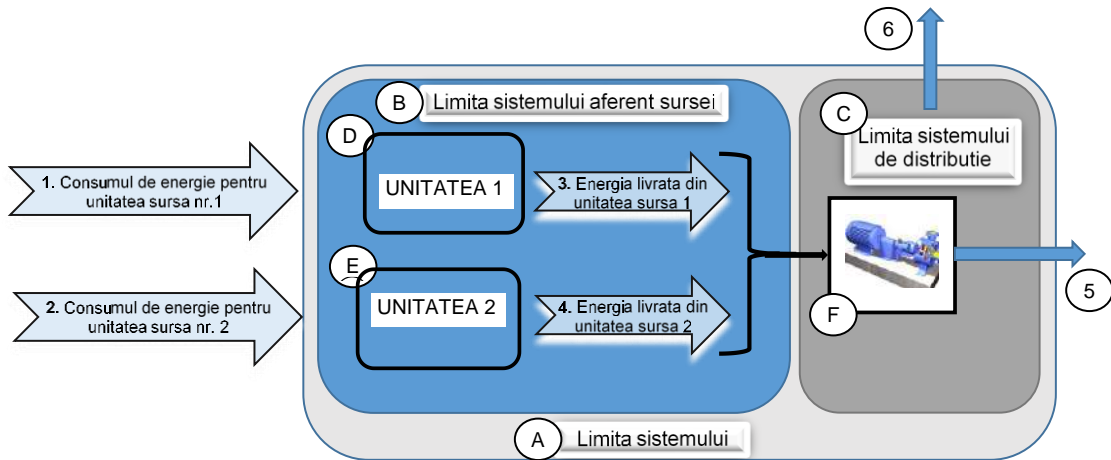 6
B
Limita sistemului aferent sursei
C
Limita sistemului
de distributie
D
UNITATEA 1
1. Consumul de energie pentru
unitatea sursa nr.1
3. Energia livrata din
unitatea sursa 1
E
UNITATEA 2
2. Consumul de energie pentru
unitatea sursa nr. 2
4. Energia livrata din
unitatea sursa 2
F
5
A
Limita sistemului